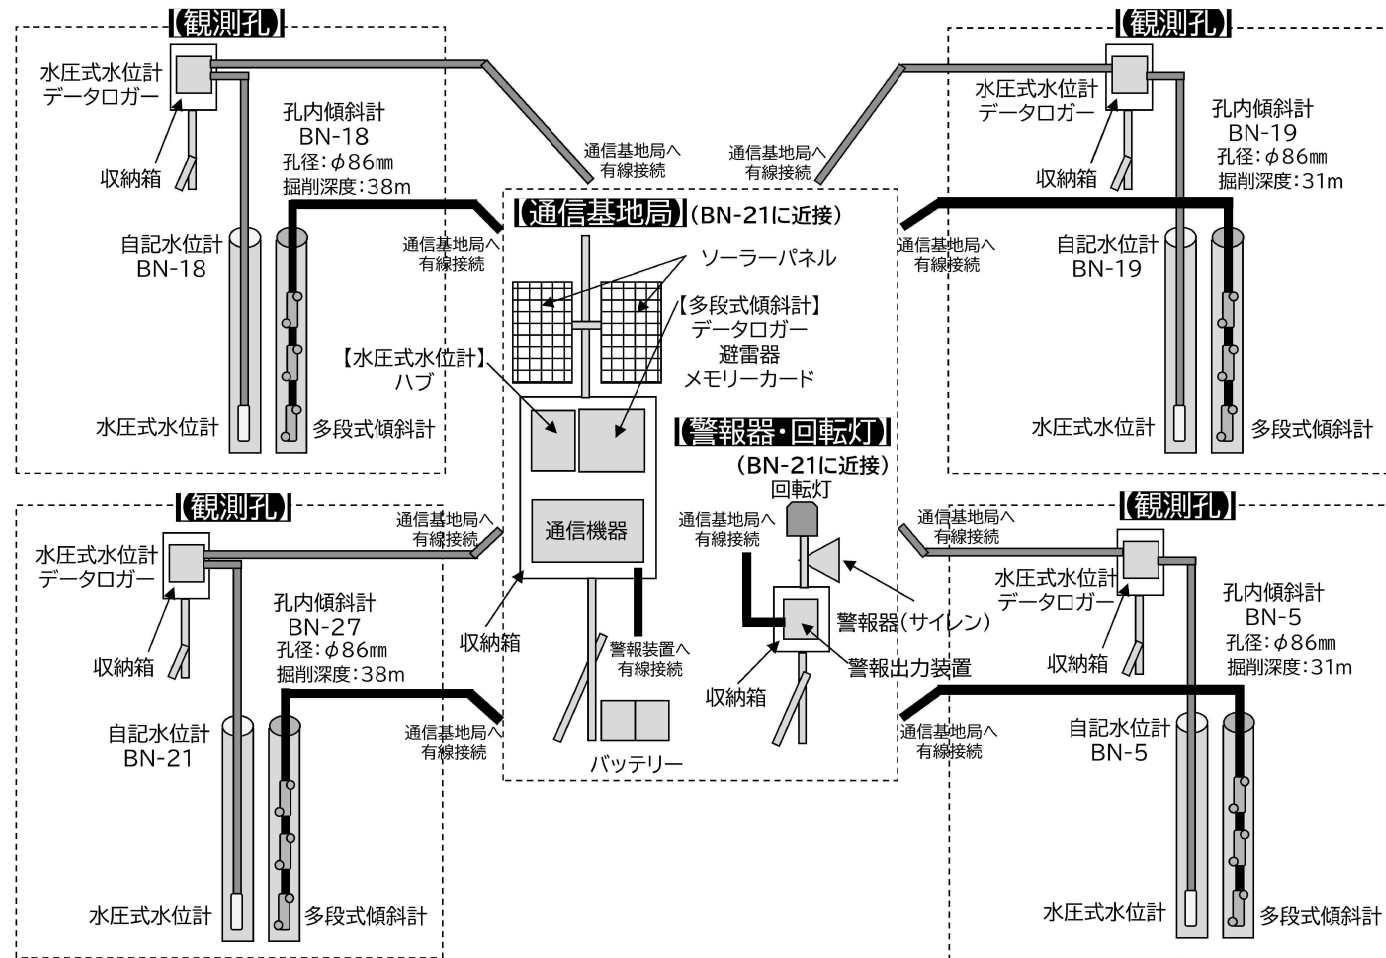 【観測孔】
水圧式水位計
データロガー
収納箱
孔内傾斜計
BN-18
孔径：φ86㎜
掘削深度：38m
通信基地局へ
有線接続
自記水位計
BN-18
通信基地局へ
有線接続
水圧式水位計
多段式傾斜計
【観測孔】
水圧式水位計
データロガー
収納箱
孔内傾斜計
BN-19
孔径：φ86㎜
掘削深度：31m
通信基地局へ
有線接続
自記水位計
BN-19
通信基地局へ
有線接続
水圧式水位計
多段式傾斜計
【通信基地局】(BN-21に近接)
ソーラーパネル
【多段式傾斜計】
データロガー
避雷器
メモリーカード
【水圧式水位計】
ハブ
通信機器
収納箱
警報装置へ
有線接続
バッテリー
【警報器・回転灯】
(BN-21に近接)
回転灯
通信基地局へ
有線接続
警報器(サイレン)
警報出力装置
収納箱
【観測孔】
水圧式水位計
データロガー
収納箱
通信基地局へ
有線接続
孔内傾斜計
BN-27
孔径：φ86㎜
掘削深度：38m
自記水位計
BN-21
通信基地局へ
有線接続
水圧式水位計
多段式傾斜計
【観測孔】
通信基地局へ
有線接続
水圧式水位計
データロガー
収納箱
孔内傾斜計
BN-5
孔径：φ86㎜
掘削深度：31m
自記水位計
BN-5
通信基地局へ
有線接続
水圧式水位計
多段式傾斜計